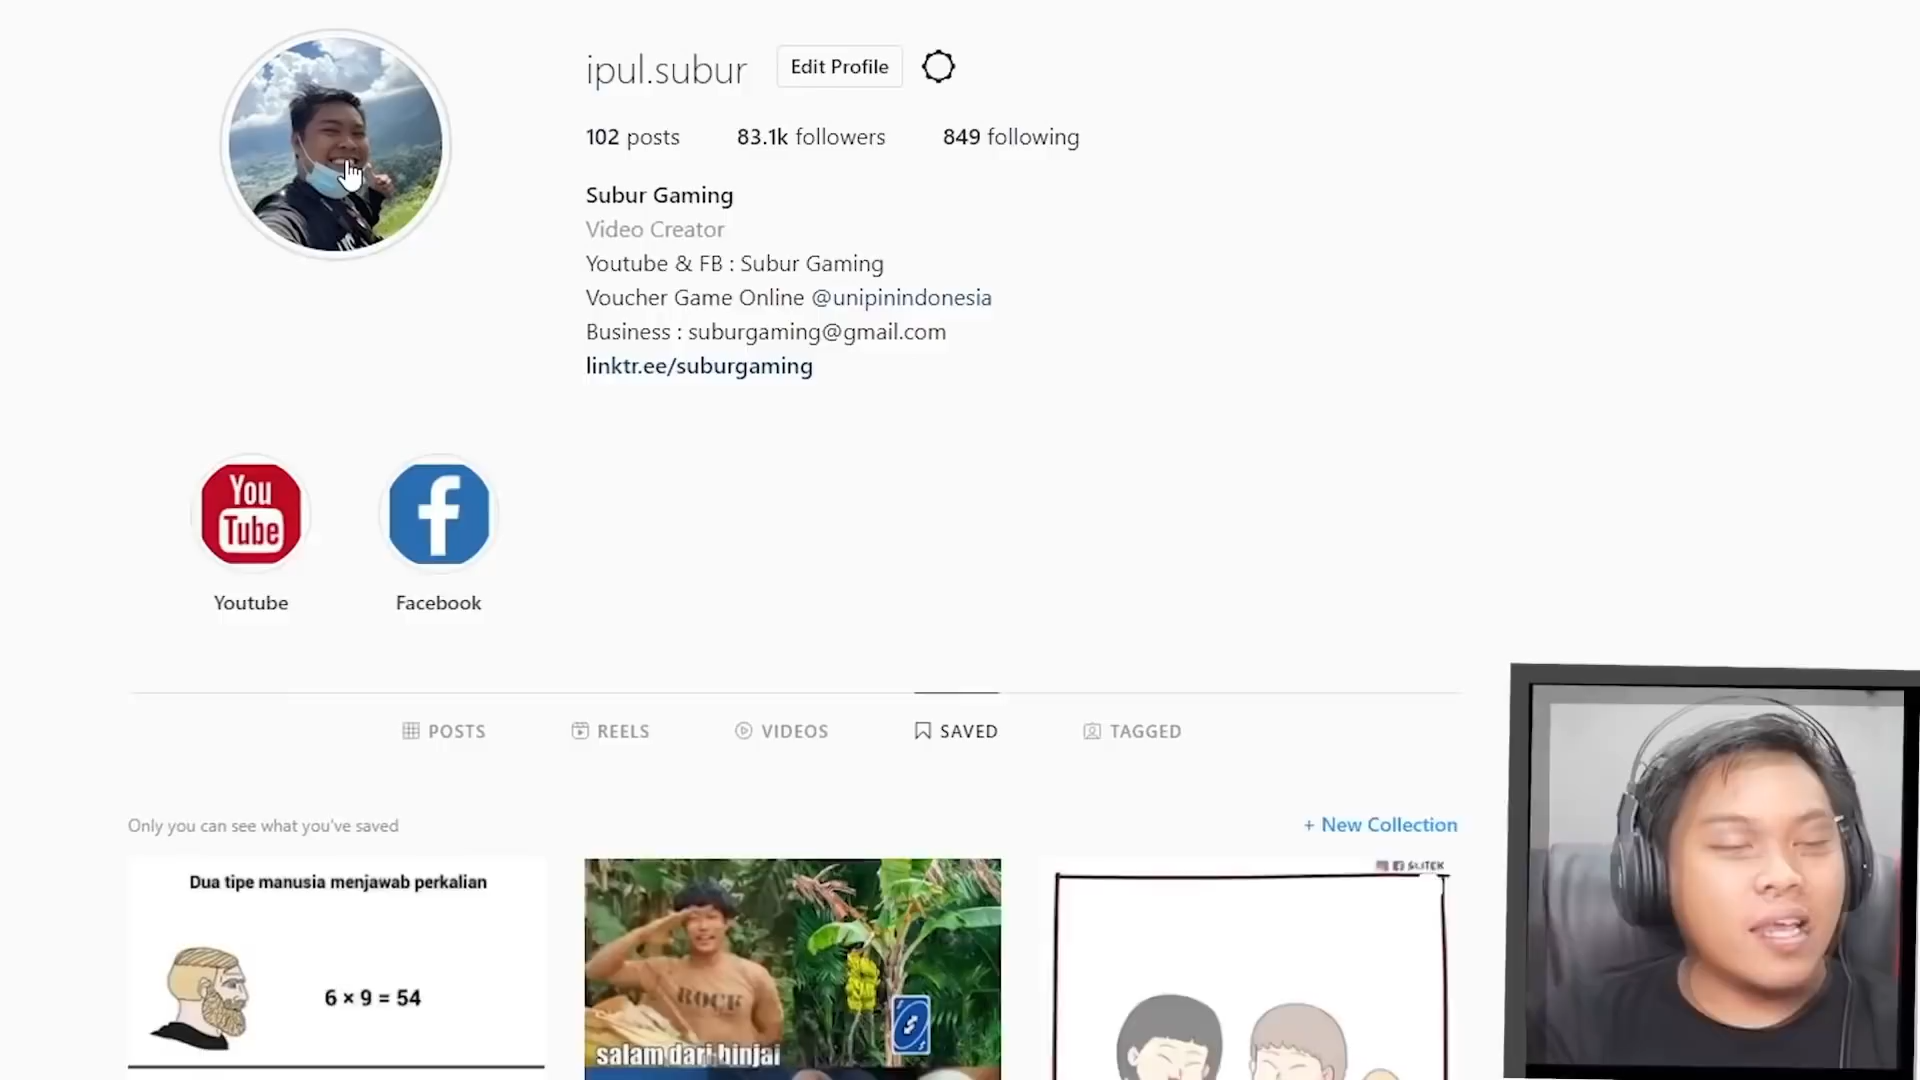 ipul.subur
Edit Profile
102 posts
83.1k followers
849 following
Subur Gaming
Video Creator
Youtube & FB : Subur Gaming
Voucher Game Online @unipinindonesia
Business : suburgaming@gmail.com
linktr.ee/suburgaming
You
Tube
f
Youtube
Facebook
POSTS
REELS
VIDEOS
SAVED
TAGGED
Only you can see what you've saved
+ New Collection
Dua tipe manusia menjawab perkalian
6 × 9 = 54
ROCK
salam dari binjai